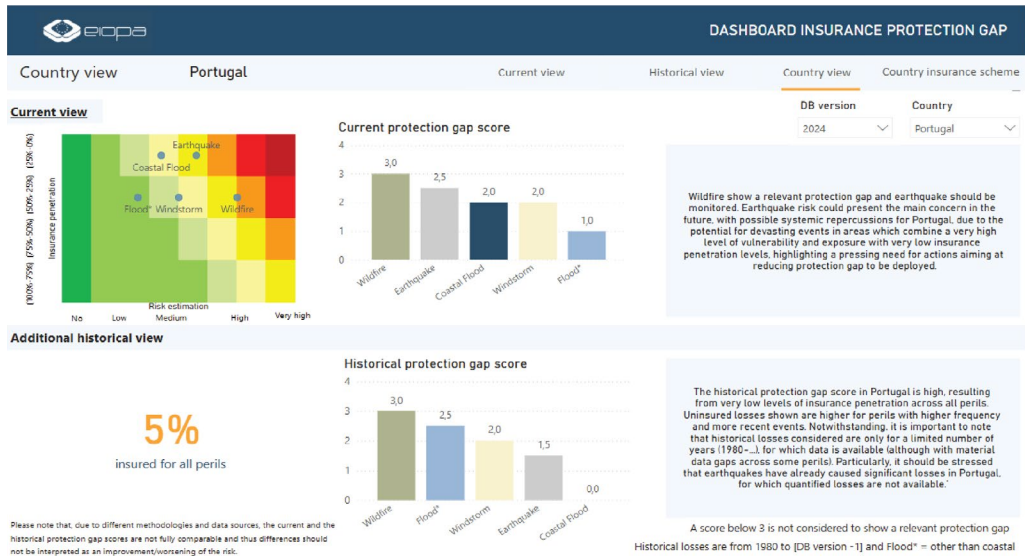 eiopa
DASHBOARD INSURANCE PROTECTION GAP
Country view
Portugal
Current view
Historical view
Country view
Country insurance scheme
Current view
DB version
2024
Country
Portugal
Insurance penetration
(100%-75%) (75%-50%) (50%-25%) (25%-0%)
Earthquake
Coastal Flood
Flood* Windstorm
Wildfire
Risk estimation
No
Low
Medium
High
Very high
Current protection gap score
4
3
2
1
0
3,0
2,5
2,0
2,0
1,0
Wildfire
Earthquake
Coastal Flood
Windstorm
Flood*
Wildfire show a relevant protection gap and earthquake should be
monitored. Earthquake risk could present the main concern in the
future, with possible systemic repercussions for Portugal, due to the
potential for devasting events in areas which combine a very high
level of vulnerability and exposure with very low insurance
penetration levels, highlighting a pressing need for actions aiming at
reducing protection gap to be deployed.
Additional historical view
5%
insured for all perils
Please note that, due to different methodologies and data sources, the current and the
historical protection gap scores are not fully comparable and thus differences should
not be interpreted as an improvement/worsening of the risk.
Historical protection gap score
4
3
2
1
0
3,0
2,5
2,0
1,5
0,0
Wildfire
Flood*
Windstorm
Earthquake
Coastal Flood
The historical protection gap score in Portugal is high, resulting
from very low levels of insurance penetration across all perils.
Uninsured losses shown are higher for perils with higher frequency
and more recent events. Notwithstanding, it is important to note
that historical losses considered are only for a limited number of
years (1980-...), for which data is available (although with material
data gaps across some perils). Particularly, it should be stressed
that earthquakes have already caused significant losses in Portugal,
for which quantified losses are not available.'
A score below 3 is not considered to show a relevant protection gap
Historical losses are from 1980 to [DB version -1] and Flood* = other than coastal